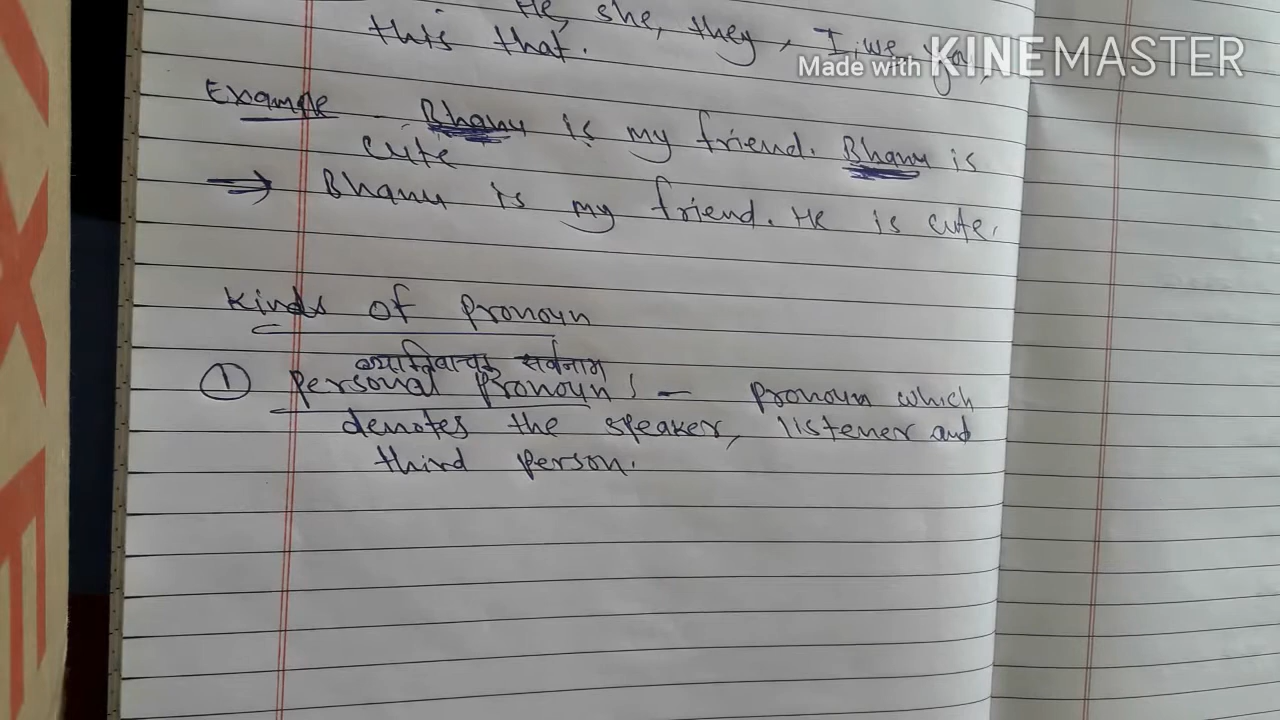 He, she, they, I, we, you,
this that.
Made with KINEMASTER
Example - Bhanu is my friend. Bhanu is
cute
⇒ Bhanu is my friend. He is cute.
Kinds of pronoun
व्यक्तिवाचक सर्वनाम
① Personal Pronoun :- Pronoun which
denotes the speaker, listener and
third person.